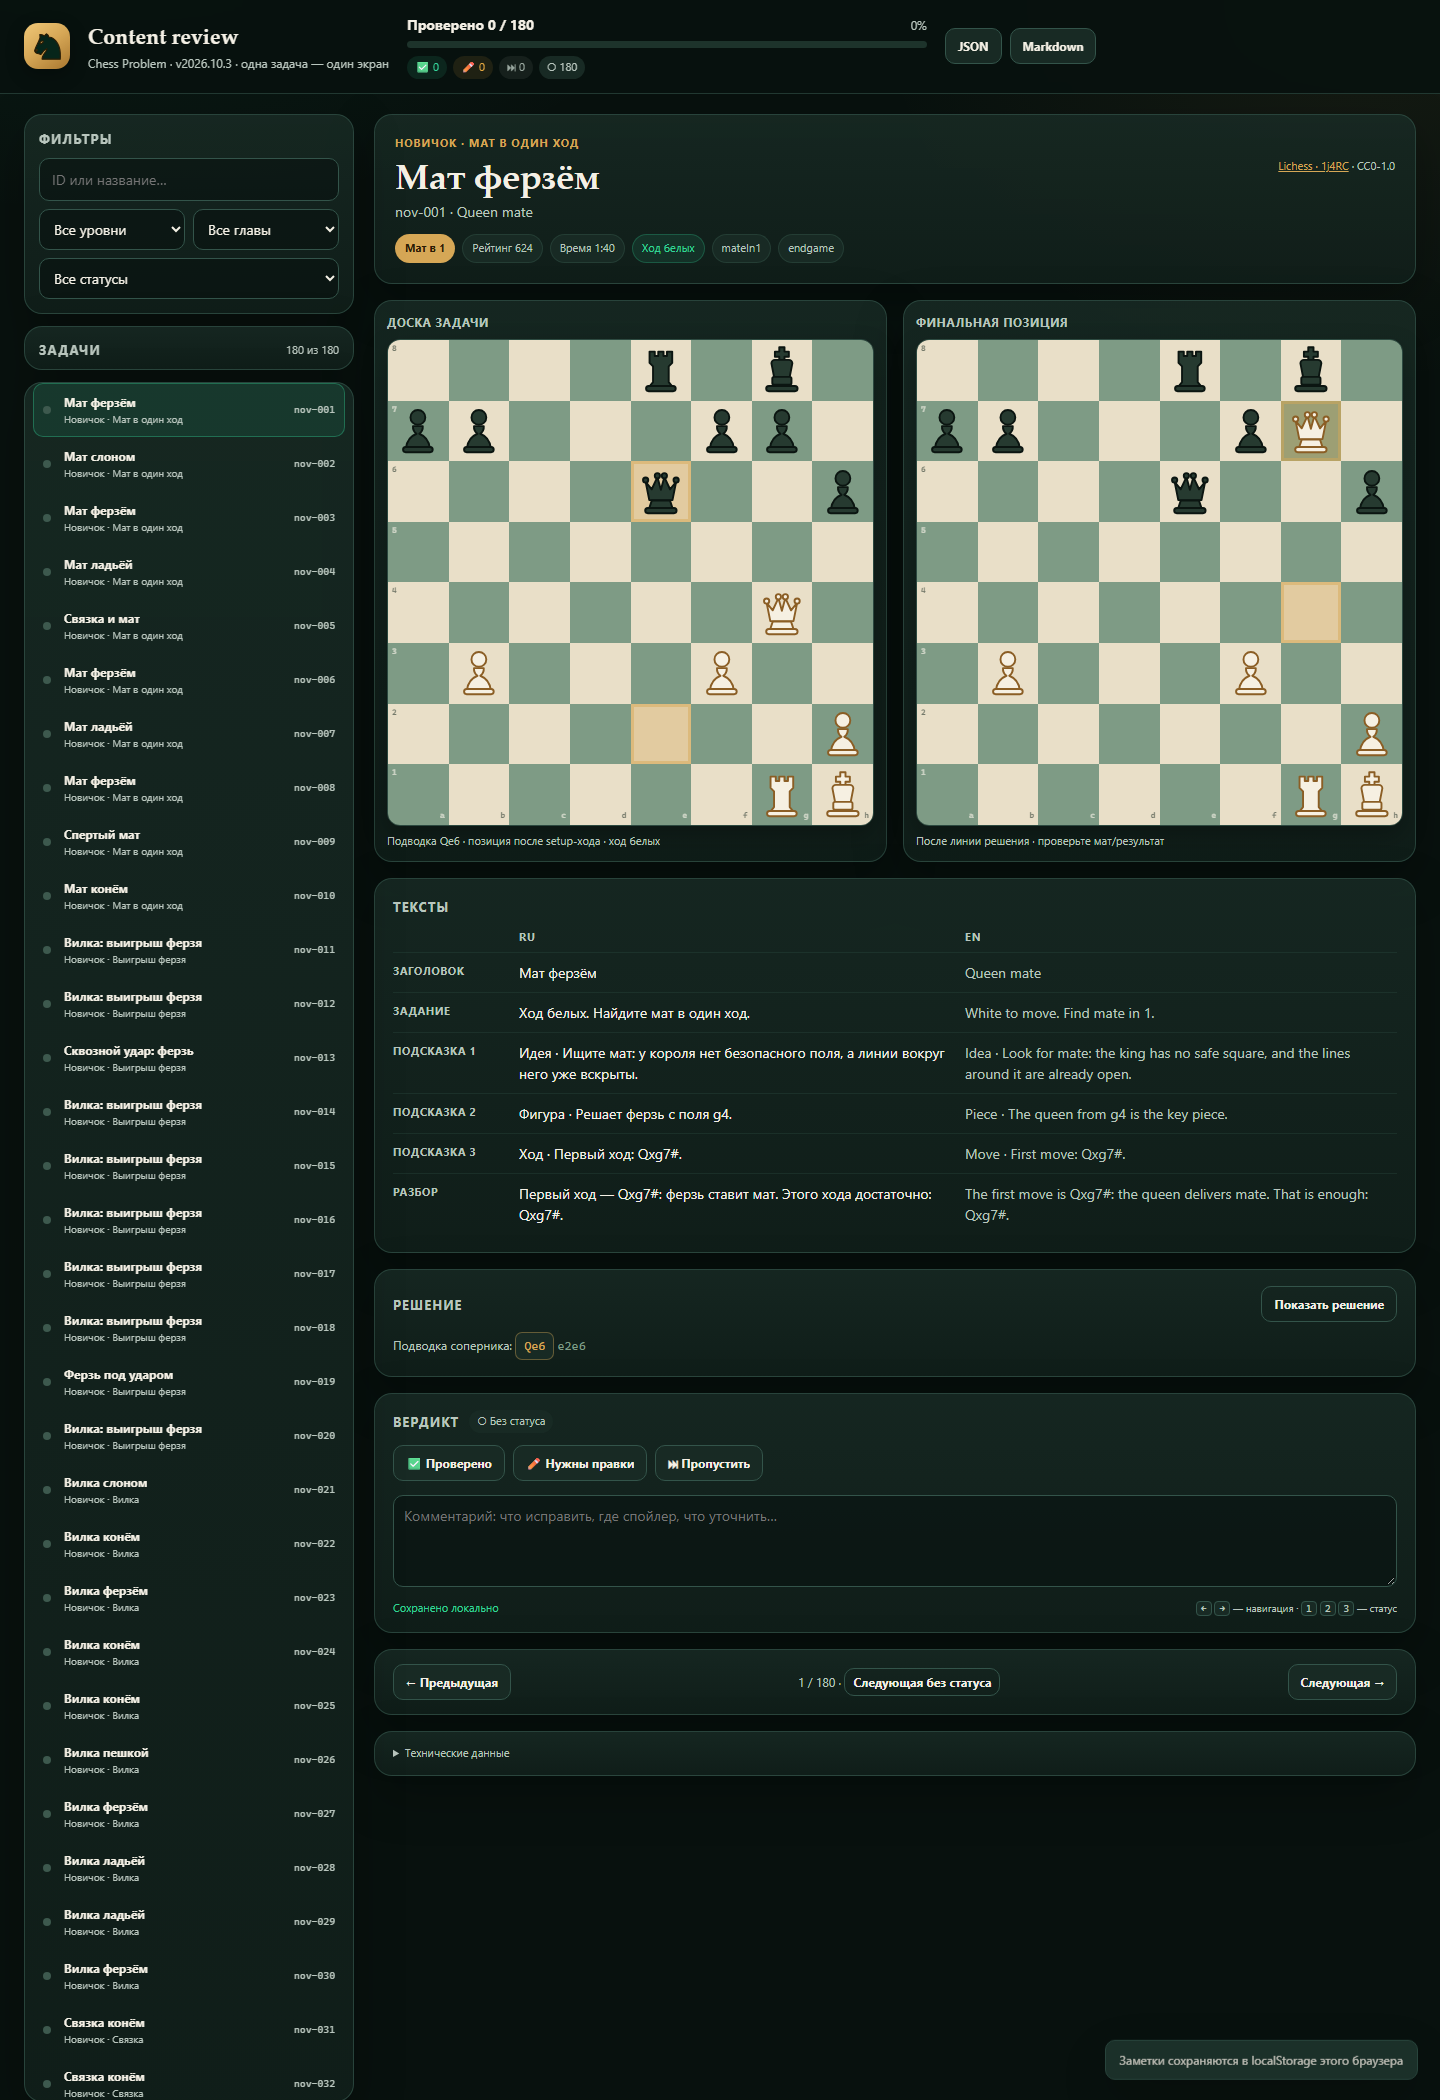 Content review
Chess Problem · v2026.10.3 · одна задача — один экран
Проверено 0 / 180
0%
✅ 0
0
⏭ 0
○ 180
JSON
Markdown
ФИЛЬТРЫ
ID или название...
Все уровни
Все главы
Все статусы
ЗАДАЧИ
180 из 180
Мат ферзём
Новичок · Мат в один ход
nov-001
Мат слоном
Новичок · Мат в один ход
nov-002
Мат ферзём
Новичок · Мат в один ход
nov-003
Мат ладьёй
Новичок · Мат в один ход
nov-004
Связка и мат
Новичок · Мат в один ход
nov-005
Мат ферзём
Новичок · Мат в один ход
nov-006
Мат ладьёй
Новичок · Мат в один ход
nov-007
Мат ферзём
Новичок · Мат в один ход
nov-008
Спертый мат
Новичок · Мат в один ход
nov-009
Мат конём
Новичок · Мат в один ход
nov-010
Вилка: выигрыш ферзя
Новичок · Выигрыш ферзя
nov-011
Вилка: выигрыш ферзя
Новичок · Выигрыш ферзя
nov-012
Сквозной удар: ферзь
Новичок · Выигрыш ферзя
nov-013
Вилка: выигрыш ферзя
Новичок · Выигрыш ферзя
nov-014
Вилка: выигрыш ферзя
Новичок · Выигрыш ферзя
nov-015
Вилка: выигрыш ферзя
Новичок · Выигрыш ферзя
nov-016
Вилка: выигрыш ферзя
Новичок · Выигрыш ферзя
nov-017
Вилка: выигрыш ферзя
Новичок · Выигрыш ферзя
nov-018
Ферзь под ударом
Новичок · Выигрыш ферзя
nov-019
Вилка: выигрыш ферзя
Новичок · Выигрыш ферзя
nov-020
Вилка слоном
Новичок · Вилка
nov-021
Вилка конём
Новичок · Вилка
nov-022
Вилка ферзём
Новичок · Вилка
nov-023
Вилка конём
Новичок · Вилка
nov-024
Вилка конём
Новичок · Вилка
nov-025
Вилка пешкой
Новичок · Вилка
nov-026
Вилка ферзём
Новичок · Вилка
nov-027
Вилка ладьёй
Новичок · Вилка
nov-028
Вилка ладьёй
Новичок · Вилка
nov-029
Вилка ферзём
Новичок · Вилка
nov-030
Связка конём
Новичок · Связка
nov-031
Связка конём
Новичок · Связка
nov-032
НОВИЧОК · МАТ В ОДИН ХОД
Мат ферзём
nov-001 · Queen mate
Lichess · 1j4RC · CC0-1.0
Мат в 1
Рейтинг 624
Время 1:40
Ход белых
mateIn1
endgame
ДОСКА ЗАДАЧИ
8
7
6
5
4
3
2
1
a b c d e f g h
Подводка Qe6 · позиция после setup-хода · ход белых
ФИНАЛЬНАЯ ПОЗИЦИЯ
8
7
6
5
4
3
2
1
a b c d e f g h
После линии решения · проверьте мат/результат
ТЕКСТЫ
RU
EN
ЗАГОЛОВОК
Мат ферзём
Queen mate
ЗАДАНИЕ
Ход белых. Найдите мат в один ход.
White to move. Find mate in 1.
ПОДСКАЗКА 1
Идея · Ищите мат: у короля нет безопасного поля, а линии вокруг
него уже вскрыты.
Idea · Look for mate: the king has no safe square, and the lines
around it are already open.
ПОДСКАЗКА 2
Фигура · Решает ферзь с поля g4.
Piece · The queen from g4 is the key piece.
ПОДСКАЗКА 3
Ход · Первый ход: Qxg7#.
Move · First move: Qxg7#.
РАЗБОР
Первый ход — Qxg7#: ферзь ставит мат. Этого хода достаточно:
Qxg7#.
The first move is Qxg7#: the queen delivers mate. That is enough:
Qxg7#.
РЕШЕНИЕ
Показать решение
Подводка соперника: Qe6 e2e6
ВЕРДИКТ
○ Без статуса
✅ Проверено
Нужны правки
⏭ Пропустить
Комментарий: что исправить, где спойлер, что уточнить...
Сохранено локально
← → — навигация · 1 2 3 — статус
← Предыдущая
1 / 180 · Следующая без статуса
Следующая →
▶ Технические данные
Заметки сохраняются в localStorage этого браузера